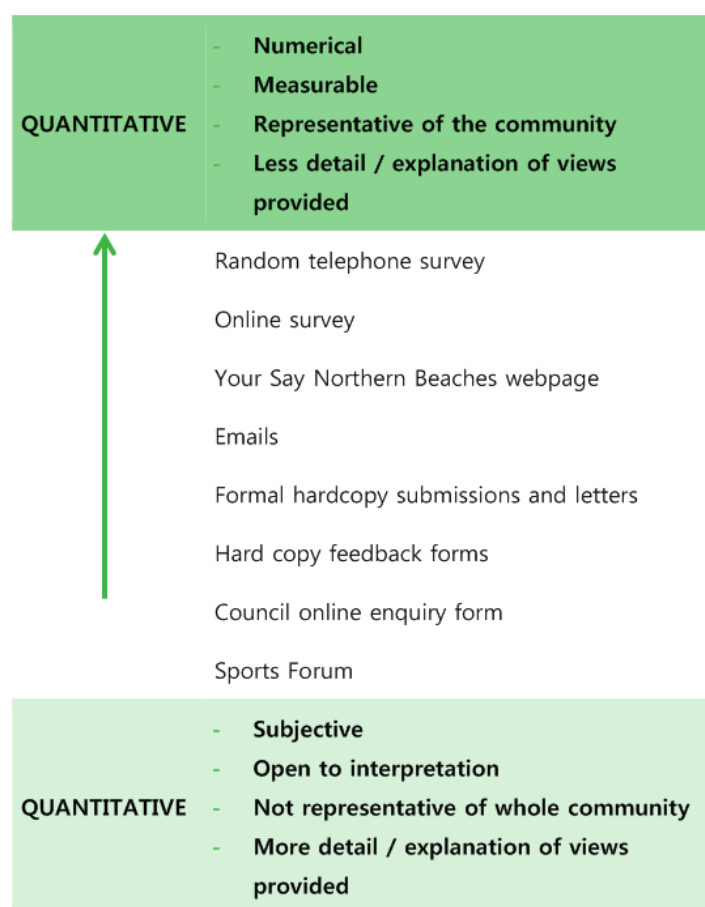 - Numerical
- Measurable
QUANTITATIVE - Representative of the community
- Less detail / explanation of views
provided
Random telephone survey
Online survey
Your Say Northern Beaches webpage
Emails
Formal hardcopy submissions and letters
Hard copy feedback forms
Council online enquiry form
Sports Forum
- Subjective
- Open to interpretation
QUANTITATIVE - Not representative of whole community
- More detail / explanation of views
provided